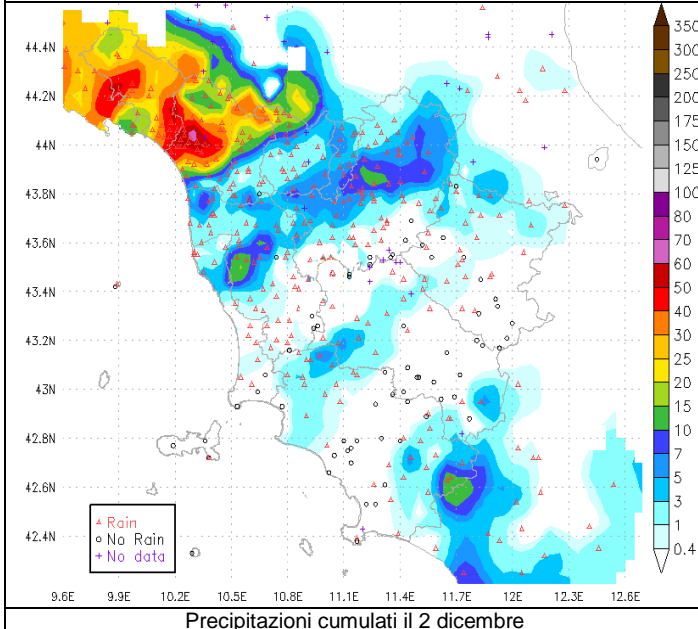 44.4N
44.2N
44N
43.8N
43.6N
43.4N
43.2N
43N
42.8N
42.6N
42.4N
9.6E 9.9E 10.2E 10.5E 10.8E 11.1E 11.4E 11.7E 12E 12.3E 12.6E
Rain
No Rain
No data
350
300
250
200
175
150
125
100
90
80
70
60
50
40
30
25
20
15
10
7
5
3
1
0.4
Precipitazioni cumulati il 2 dicembre